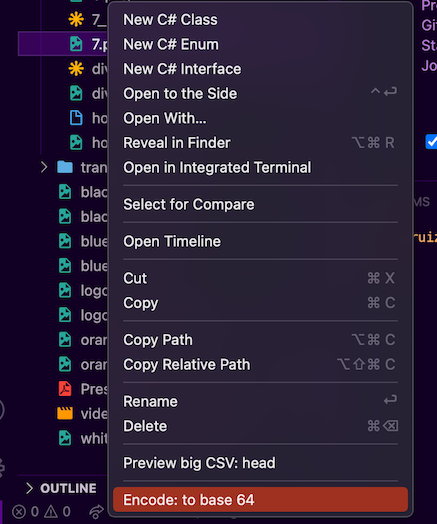 7_
7.p
div
div
ho
ho
tran
blac
blac
blue
blue
logo
logo
oran
oran
Pres
vide
whit
OUTLINE
0 0
New C# Class
New C# Enum
New C# Interface
Open to the Side ^↩
Open With...
Reveal in Finder ⌥⌘ R
Open in Integrated Terminal
Select for Compare
Open Timeline
Cut ⌘ X
Copy ⌘ C
Copy Path ⌥⌘ C
Copy Relative Path ⌥⇧⌘ C
Rename ↩
Delete ⌘⌫
Preview big CSV: head
Encode: to base 64
Pr
Git
Sta
Jo
MS
ruiz